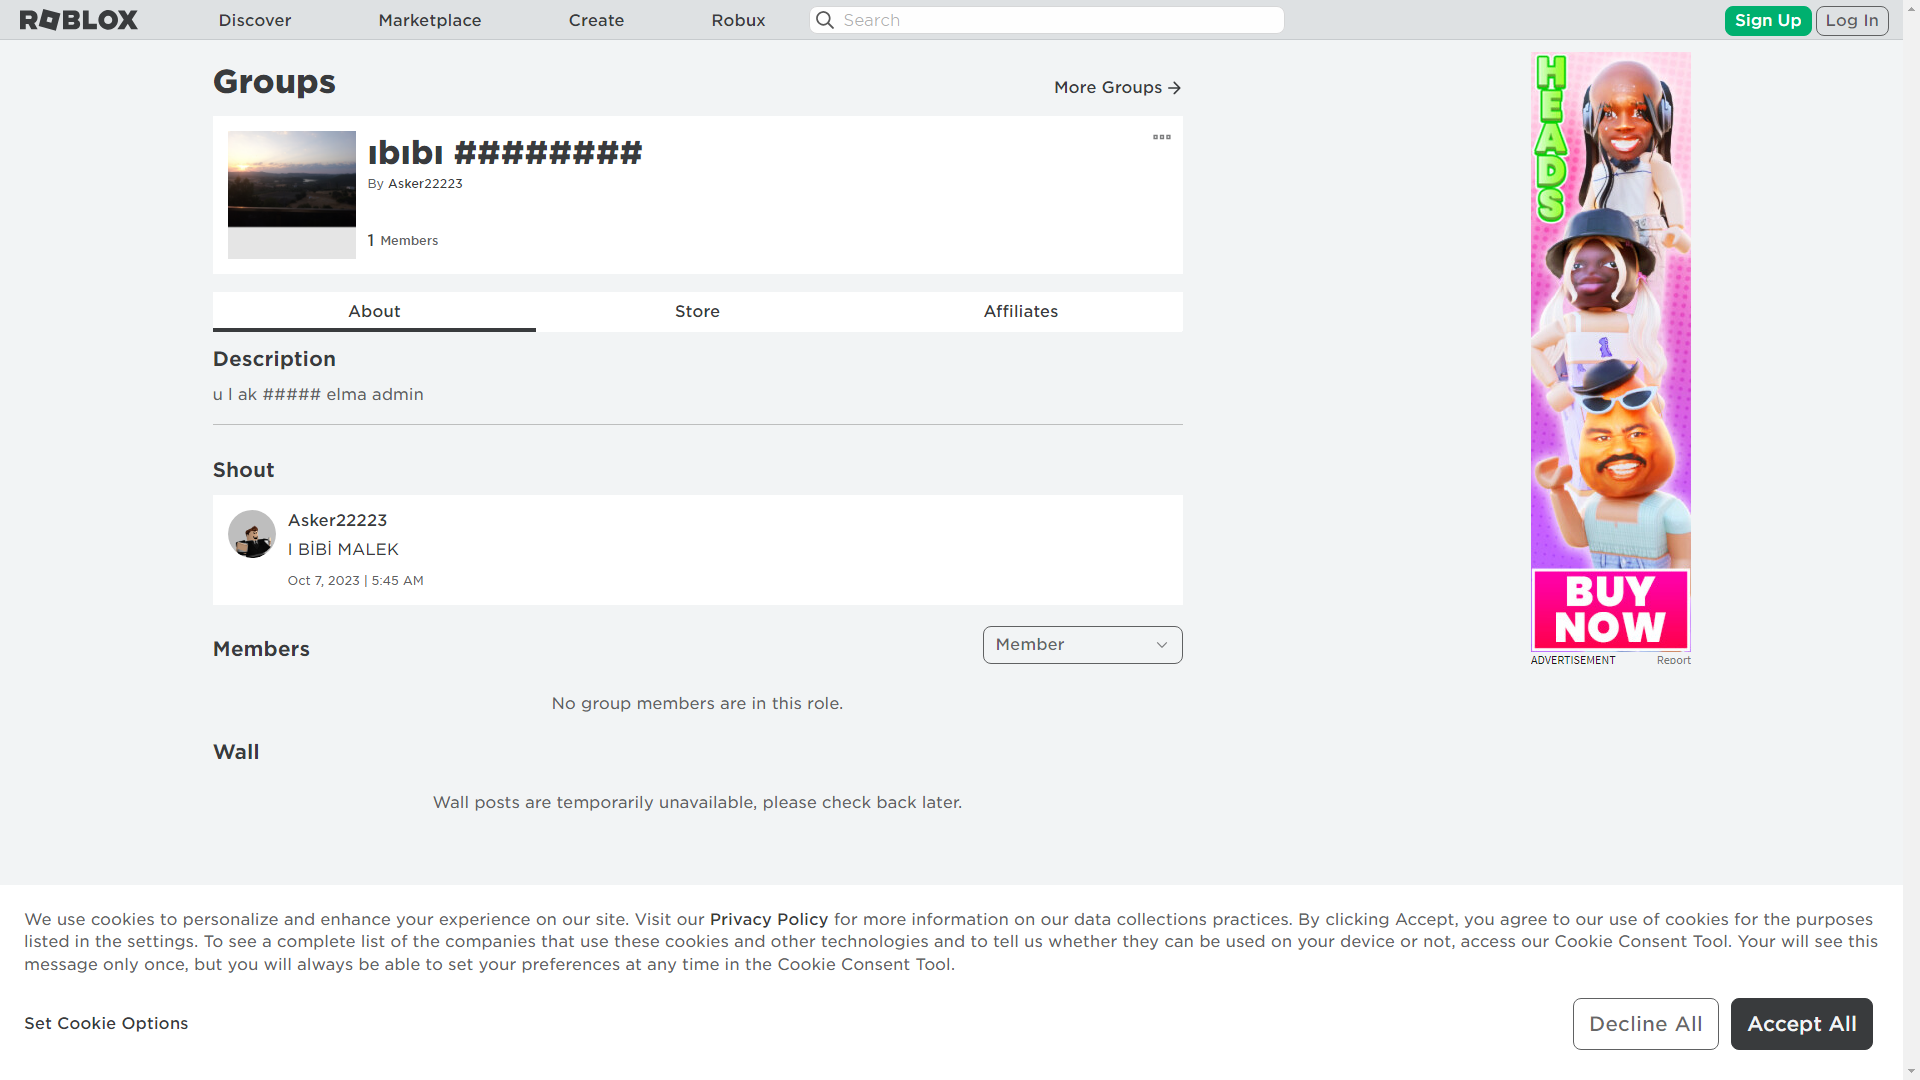 ROBLOX
Discover
Marketplace
Create
Robux
Search
Sign Up
Log In
Groups
More Groups
ıbıbı ########
By Asker22223
1 Members
About
Store
Affiliates
Description
u l ak ##### elma admin
Shout
Asker22223
I BİBİ MALEK
Oct 7, 2023 | 5:45 AM
Members
Member
No group members are in this role.
Wall
Wall posts are temporarily unavailable, please check back later.
HEADS
BUY
NOW
ADVERTISEMENT
Report
We use cookies to personalize and enhance your experience on our site. Visit our Privacy Policy for more information on our data collections practices. By clicking Accept, you agree to our use of cookies for the purposes
listed in the settings. To see a complete list of the companies that use these cookies and other technologies and to tell us whether they can be used on your device or not, access our Cookie Consent Tool. Your will see this
message only once, but you will always be able to set your preferences at any time in the Cookie Consent Tool.
Set Cookie Options
Decline All
Accept All